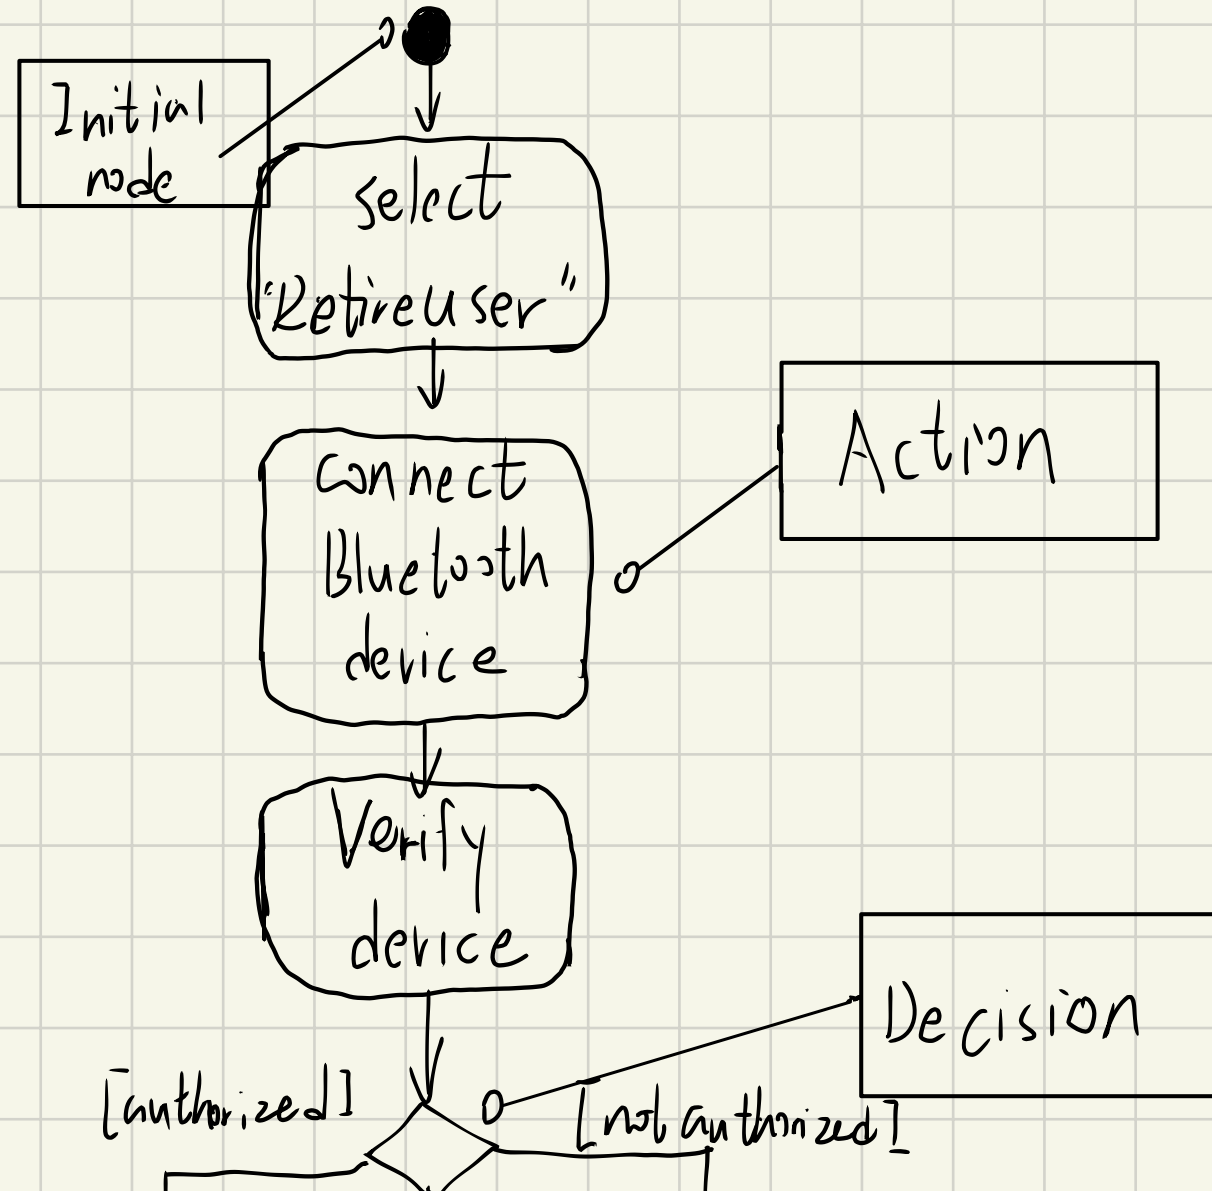 Initial
node
select
"Retireuser"
Action
Connect
Bluetooth
device
Verify
device
Decision
[authorized]
[not authorized]